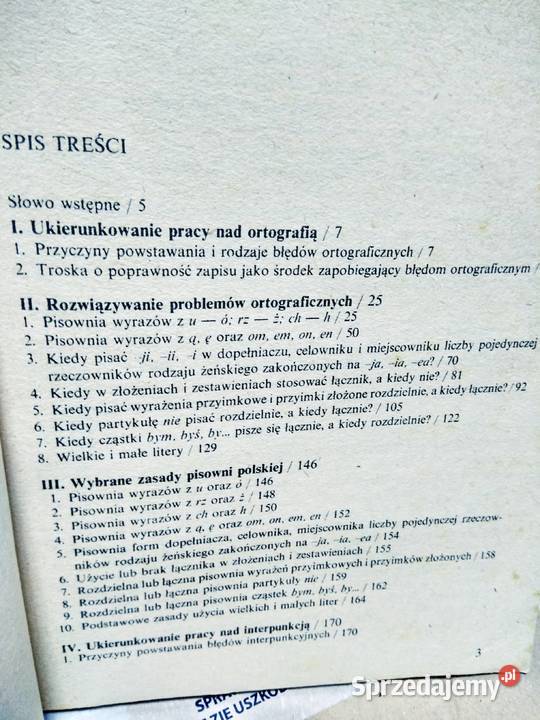 SPIS TREŚCI
Słowo wstępne / 5
I. Ukierunkowanie pracy nad ortografią / 7
1. Przyczyny powstawania i rodzaje błędów ortograficznych / 7
2. Troska o poprawność zapisu jako środek zapobiegający błędom ortograficznym /
II. Rozwiązywanie problemów ortograficznych / 25
1. Pisownia wyrazów z u — ó; rz — ż; ch — h / 25
2. Pisownia wyrazów z ą, ę oraz om, em, on, en / 50
3. Kiedy pisać -ji, -ii, -i w dopełniaczu, celowniku i miejscowniku liczby pojedynczej
rzeczowników rodzaju żeńskiego zakończonych na -ja, -ia, -ea? / 70
4. Kiedy w złożeniach i zestawieniach stosować łącznik, a kiedy nie? / 81
5. Kiedy pisać wyrażenia przyimkowe i przyimki złożone rozdzielnie, a kiedy łącznie? / 92
6. Kiedy partykułę nie pisać rozdzielnie, a kiedy łącznie? / 105
7. Kiedy cząstki bym, byś, by... pisze się łącznie, a kiedy rozdzielnie? / 122
8. Wielkie i małe litery / 129
III. Wybrane zasady pisowni polskiej / 146
1. Pisownia wyrazów z u oraz ó / 146
2. Pisownia wyrazów z rz oraz ż / 148
3. Pisownia wyrazów z ch oraz h / 150
4. Pisownia wyrazów z ą, ę oraz om, on, em, en / 152
5. Pisownia form dopełniacza, celownika, miejscownika liczby pojedynczej rzeczow-
ników rodzaju żeńskiego zakończonych na -ja, -ia, -ea / 154
6. Użycie lub brak łącznika w złożeniach i zestawieniach / 155
7. Rozdzielna lub łączna pisownia wyrażeń przyimkowych i przyimków złożonych / 158
8. Rozdzielna lub łączna pisownia partykuły nie / 159
9. Rozdzielna lub łączna pisownia cząstek bym, byś, by... / 162
10. Podstawowe zasady użycia wielkich i małych liter / 164
IV. Ukierunkowanie pracy nad interpunkcją / 170
1. Przyczyny powstawania błędów interpunkcyjnych / 170
3
Sprzedajemy.pl